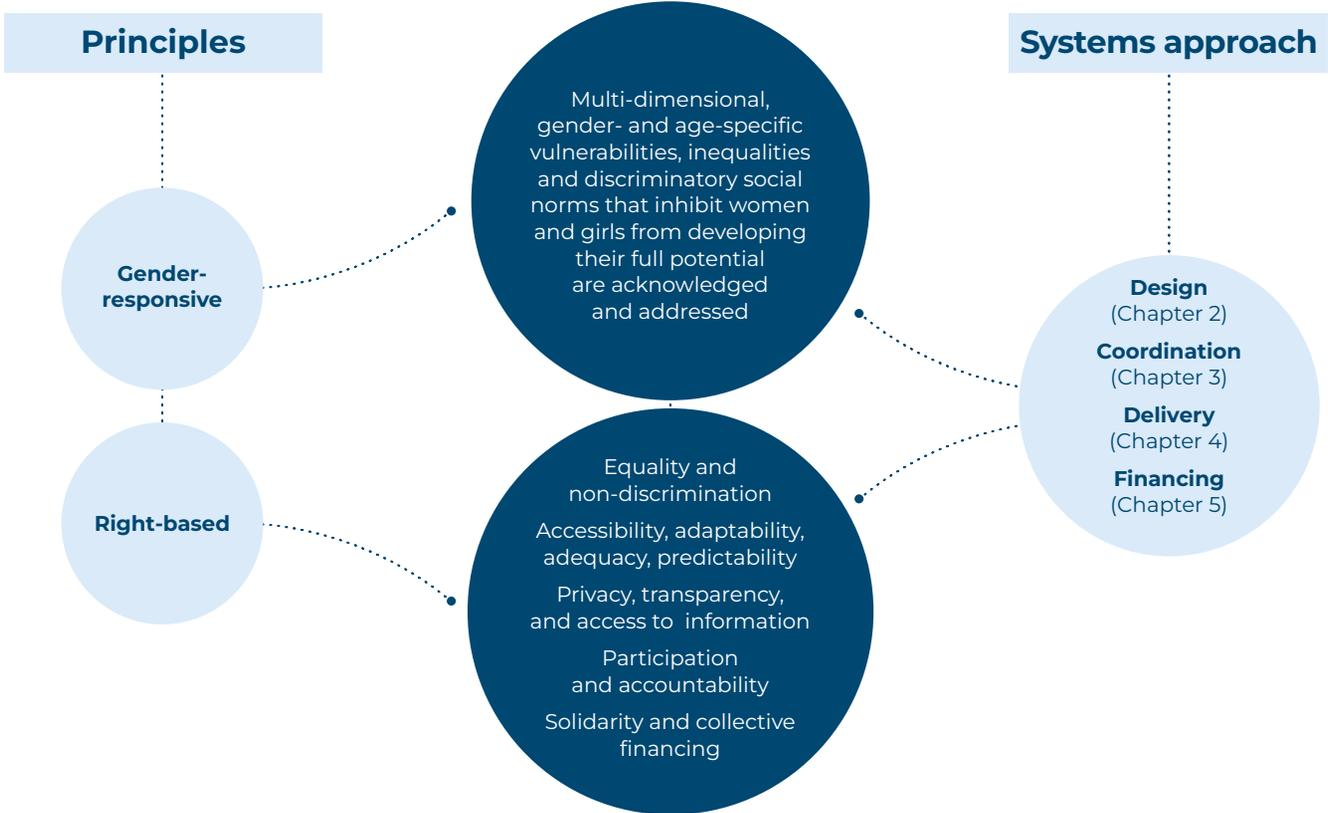 Principles
Systems approach
Multi-dimensional,
gender- and age-specific
vulnerabilities, inequalities
and discriminatory social
norms that inhibit women
and girls from developing
their full potential
are acknowledged
and addressed
Gender-
responsive
Design
(Chapter 2)
Coordination
(Chapter 3)
Delivery
(Chapter 4)
Financing
(Chapter 5)
Right-based
Equality and
non-discrimination
Accessibility, adaptability,
adequacy, predictability
Privacy, transparency,
and access to  information
Participation
and accountability
Solidarity and collective
financing